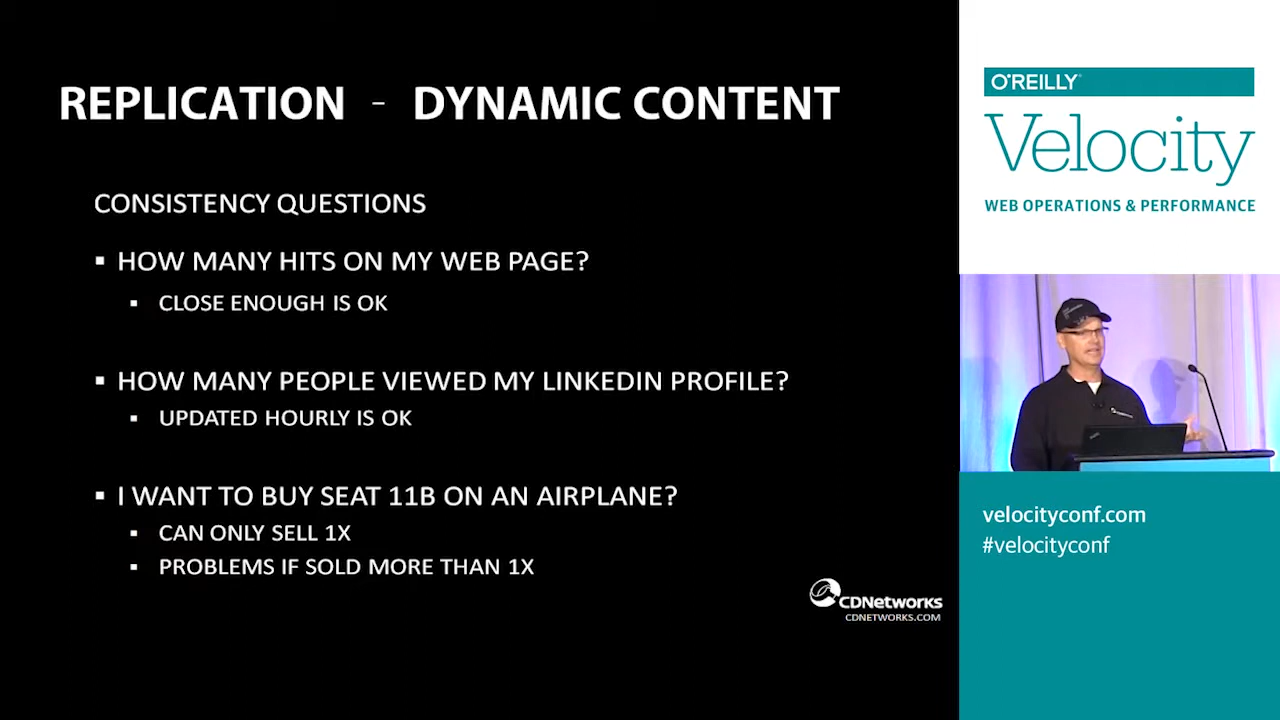 REPLICATION - DYNAMIC CONTENT
CONSISTENCY QUESTIONS
▪ HOW MANY HITS ON MY WEB PAGE?
▪ CLOSE ENOUGH IS OK
▪ HOW MANY PEOPLE VIEWED MY LINKEDIN PROFILE?
▪ UPDATED HOURLY IS OK
▪ I WANT TO BUY SEAT 11B ON AN AIRPLANE?
▪ CAN ONLY SELL 1X
▪ PROBLEMS IF SOLD MORE THAN 1X
CDNetworks
CDNETWORKS.COM
O'REILLY®
Velocity
WEB OPERATIONS & PERFORMANCE
velocityconf.com
#velocityconf